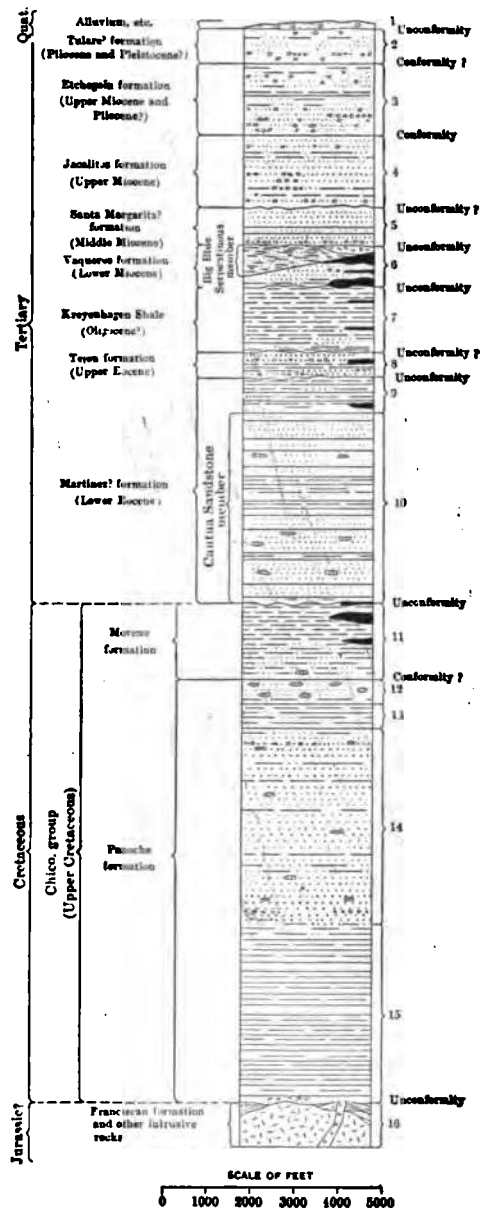 Quat.
Alluvium, etc.
1
Unconformity
Tulare? formation
(Pliocene and Pleistocene?)
2
Conformity ?
Etchegoin formation
(Upper Miocene and
Pliocene?)
3
Conformity
Jacalitos formation
(Upper Miocene)
4
Unconformity ?
Santa Margarita?
formation
(Middle Miocene)
5
Unconformity
Big Blue
Serpentinous
member
Vaqueros formation
(Lower Miocene)
6
Unconformity
Tertiary
Kreyenhagen Shale
(Oligocene?)
7
Unconformity ?
Tejon formation
(Upper Eocene)
8
Unconformity
9
Martinez? formation
(Lower Eocene)
Cantua Sandstone
member
10
Unconformity
Moreno
formation
11
Conformity ?
12
13
Cretaceous
Chico, group
(Upper Cretaceous)
Panoche
formation
14
15
Unconformity
Jurassic?
Franciscan formation
and other intrusive
rocks
16
SCALE OF FEET
0 1000 2000 3000 4000 5000